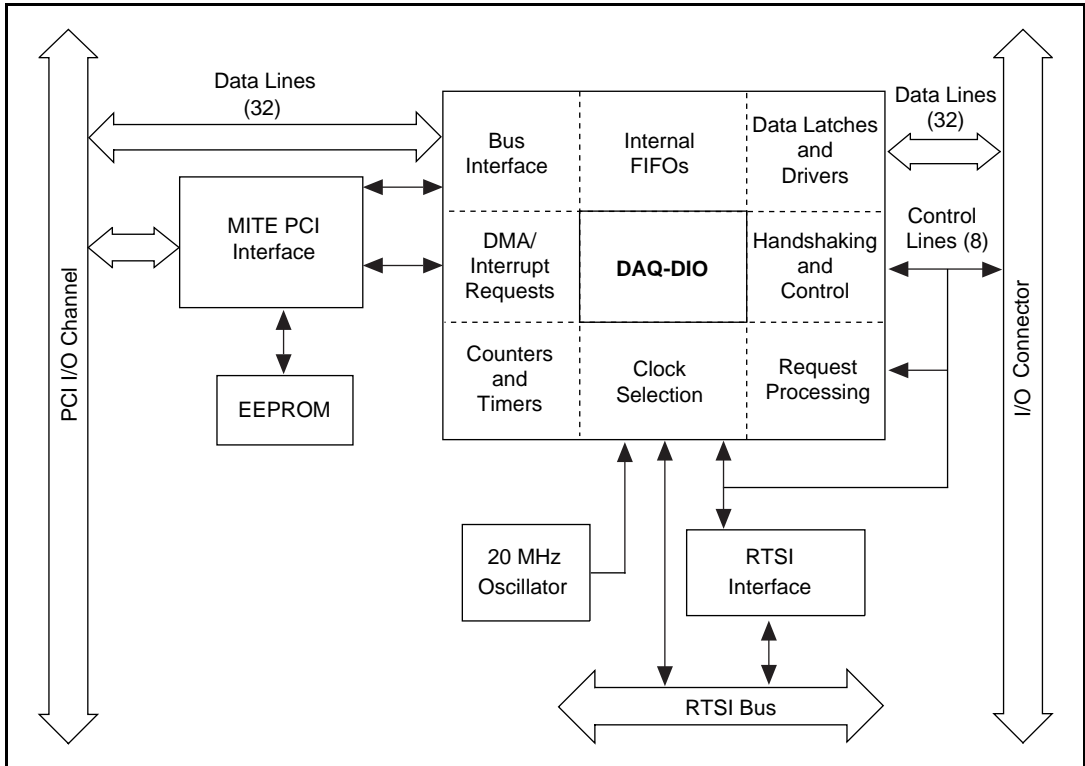 Data Lines
(32)
Data Lines
(32)
Bus
Interface
Internal
FIFOs
Data Latches
and
Drivers
MITE PCI
Interface
DMA/
Interrupt
Requests
DAQ-DIO
Handshaking
and
Control
Control
Lines (8)
PCI I/O Channel
I/O Connector
EEPROM
Counters
and
Timers
Clock
Selection
Request
Processing
20 MHz
Oscillator
RTSI
Interface
RTSI Bus